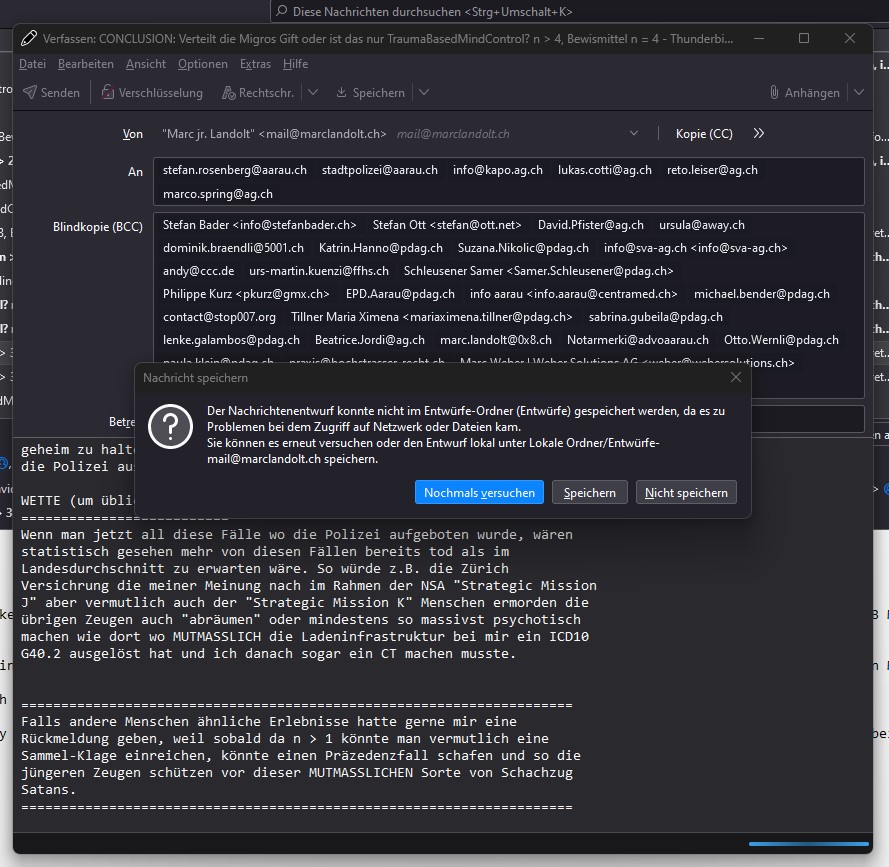 Diese Nachrichten durchsuchen <Strg+Umschalt+K>
Verfassen: CONCLUSION: Verteilt die Migros Gift oder ist das nur TraumaBasedMindControl? n > 4, Bewismittel n = 4 - Thunderbi...
Datei Bearbeiten Ansicht Optionen Extras Hilfe
Senden Verschlüsselung Rechtschr. Speichern Anhängen
Von "Marc jr. Landolt" <mail@marclandolt.ch> mail@marclandolt.ch Kopie (CC)
An stefan.rosenberg@aarau.ch stadtpolizei@aarau.ch info@kapo.ag.ch lukas.cotti@ag.ch reto.leiser@ag.ch
marco.spring@ag.ch
Blindkopie (BCC) Stefan Bader <info@stefanbader.ch> Stefan Ott <stefan@ott.net> David.Pfister@ag.ch ursula@away.ch
dominik.braendli@5001.ch Katrin.Hanno@pdag.ch Suzana.Nikolic@pdag.ch info@sva-ag.ch <info@sva-ag.ch>
andy@ccc.de urs-martin.kuenzi@ffhs.ch Schleusener Samer <Samer.Schleusener@pdag.ch>
Philippe Kurz <pkurz@gmx.ch> EPD.Aarau@pdag.ch info aarau <info.aarau@centramed.ch> michael.bender@pdag.ch
contact@stop007.org Tillner Maria Ximena <mariaximena.tillner@pdag.ch> sabrina.gubeila@pdag.ch
lenke.galambos@pdag.ch Beatrice.Jordi@ag.ch marc.landolt@0x8.ch Notarmerki@advoaarau.ch Otto.Wernli@pdag.ch
paula.klein@pdag.ch praxis@hochstrasser-recht.ch Marc Weber | Weber Solutions AG <weber@webersolutions.ch>
Nachricht speichern
Der Nachrichtenentwurf konnte nicht im Entwürfe-Ordner (Entwürfe) gespeichert werden, da es zu
Problemen bei dem Zugriff auf Netzwerk oder Dateien kam.
Sie können es erneut versuchen oder den Entwurf lokal unter Lokale Ordner/Entwürfe-
mail@marclandolt.ch speichern.
Nochmals versuchen Speichern Nicht speichern
Betre
geheim zu halte
die Polizei au
WETTE (um übli
==========================
Wenn man jetzt all diese Fälle wo die Polizei aufgeboten wurde, wären
statistisch gesehen mehr von diesen Fällen bereits tod als im
Landesdurchschnitt zu erwarten wäre. So würde z.B. die Zürich
Versichrung die meiner Meinung nach im Rahmen der NSA "Strategic Mission
J" aber vermutlich auch der "Strategic Mission K" Menschen ermorden die
übrigen Zeugen auch "abräumen" oder mindestens so massivst psychotisch
machen wie dort wo MUTMASSLICH die Ladeninfrastruktur bei mir ein ICD10
G40.2 ausgelöst hat und ich danach sogar ein CT machen musste.
=====================================================================
Falls andere Menschen ähnliche Erlebnisse hatte gerne mir eine
Rückmeldung geben, weil sobald da n > 1 könnte man vermutlich eine
Sammel-Klage einreichen, könnte einen Präzedenzfall schafen und so die
jüngeren Zeugen schützen vor dieser MUTMASSLICHEN Sorte von Schachzug
Satans.
=====================================================================